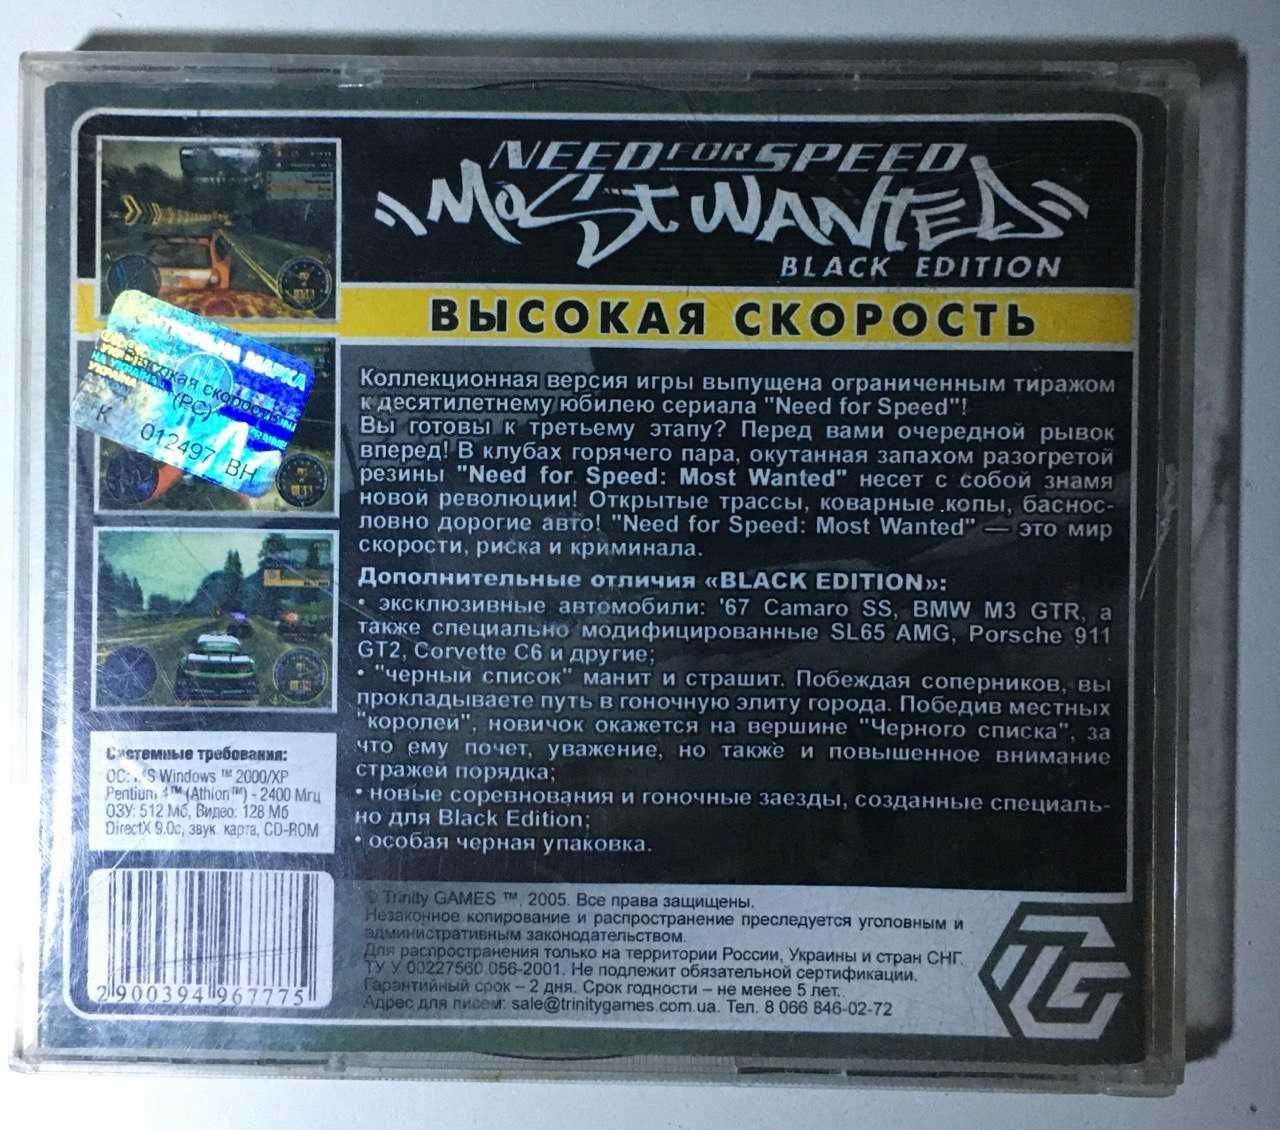 NEED FOR SPEED
MOST WANTED
BLACK EDITION
ВЫСОКАЯ СКОРОСТЬ
МАРКА
НА УКРАЇНІ
УКРАЇНА
высокая скорость
(PC)
К 012497 ВН
Коллекционная версия игры выпущена ограниченным тиражом
к десятилетнему юбилею сериала "Need for Speed"!
Вы готовы к третьему этапу? Перед вами очередной рывок
вперед! В клубах горячего пара, окутанная запахом разогретой
резины "Need for Speed: Most Wanted" несет с собой знамя
новой революции! Открытые трассы, коварные копы, баснос-
ловно дорогие авто! "Need for Speed: Most Wanted" — это мир
скорости, риска и криминала.
Дополнительные отличия «BLACK EDITION»:
• эксклюзивные автомобили: '67 Camaro SS, BMW M3 GTR, а
также специально модифицированные SL65 AMG, Porsche 911
GT2, Corvette C6 и другие;
• "черный список" манит и страшит. Побеждая соперников, вы
прокладываете путь в гоночную элиту города. Победив местных
"королей", новичок окажется на вершине "Черного списка", за
что ему почет, уважение, но также и повышенное внимание
стражей порядка;
• новые соревнования и гоночные заезды, созданные специаль-
но для Black Edition;
• особая черная упаковка.
Системные требования:
ОС: MS Windows ™ 2000/XP
Pentium 4™ (Athlon™) - 2400 Мгц
ОЗУ: 512 Мб, Видео: 128 Мб
DirectX 9.0c, звук. карта, CD-ROM
2900394967775
© Trinity GAMES ™, 2005. Все права защищены.
Незаконное копирование и распространение преследуется уголовным и
административным законодательством.
Для распространения только на территории России, Украины и стран СНГ.
ТУ У 00227560.056-2001. Не подлежит обязательной сертификации.
Гарантийный срок – 2 дня. Срок годности – не менее 5 лет.
Адрес для писем: sale@trinitygames.com.ua. Тел. 8 066 846-02-72
TG